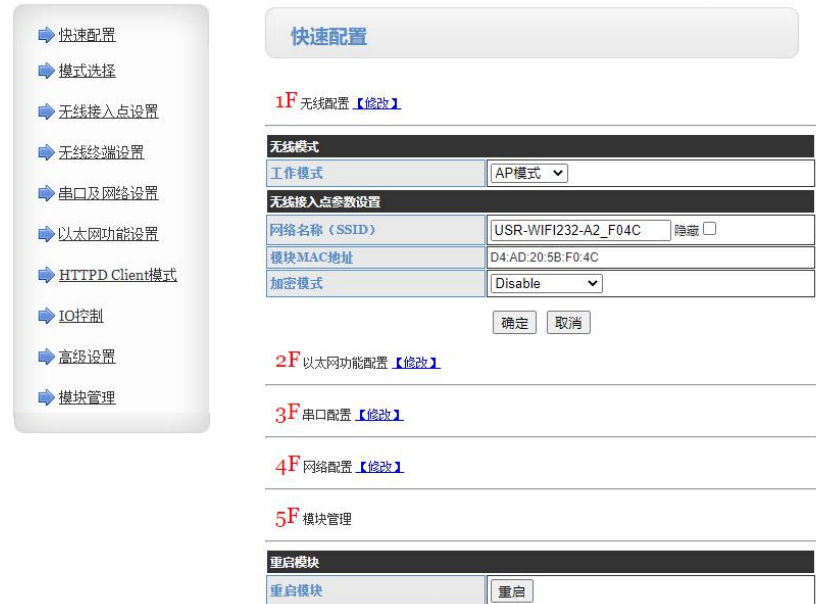 快速配置
模式选择
无线接入点设置
无线终端设置
串口及网络设置
以太网功能设置
HTTPD Client模式
IO控制
高级设置
模块管理
快速配置
1F 无线配置 【修改】
无线模式
工作模式 AP模式
无线接入点参数设置
网络名称（SSID） USR-WIFI232-A2_F04C 隐藏
模块MAC地址 D4:AD:20:5B:F0:4C
加密模式 Disable
确定 取消
2F 以太网功能配置 【修改】
3F 串口配置 【修改】
4F 网络配置 【修改】
5F 模块管理
重启模块
重启模块 重启